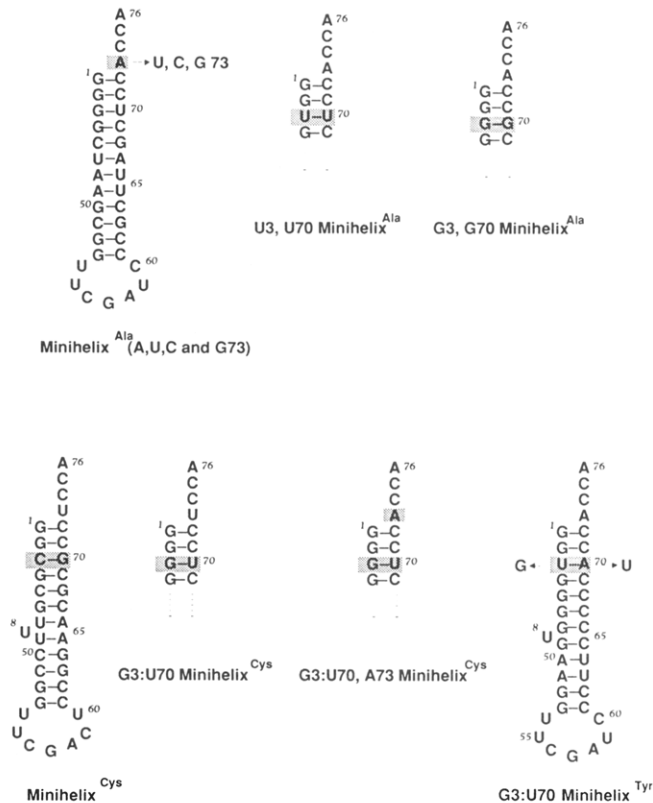 A 76
C
C
A → U, C, G 73
1 G–C
G–C
G–U 70
G–C
C–G
U–A
A–U
A–U 65
50 G–C
C–G
G–C
G–C C 60
U U
U A
C G
Minihelix Ala (A,U,C and G73)
A 76
C
C
A
1 G–C
G–C
U–U 70
G–C
U3, U70 Minihelix Ala
A 76
C
C
A
1 G–C
G–C
G–G 70
G–C
G3, G70 Minihelix Ala
A 76
C
C
U
1 G–C
G–C
C–G 70
G–C
C–G
G–C
U–A
8 U U–A 65
50 C–G
C–G
G–C
G–C U 60
U C
U A
C G
Minihelix Cys
A 76
C
C
U
1 G–C
G–C
G–U 70
G–C
G3:U70 Minihelix Cys
A 76
C
C
A
1 G–C
G–C
G–U 70
G–C
G3:U70, A73 Minihelix Cys
A 76
C
C
A
1 G–C
G–C
G ← U–A 70 → U
G–C
G–C
G–C
G–C
8 U G–C 65
50 A–U
A–U
G–C
G–C C 60
U U
55 U A
C G
G3:U70 Minihelix Tyr